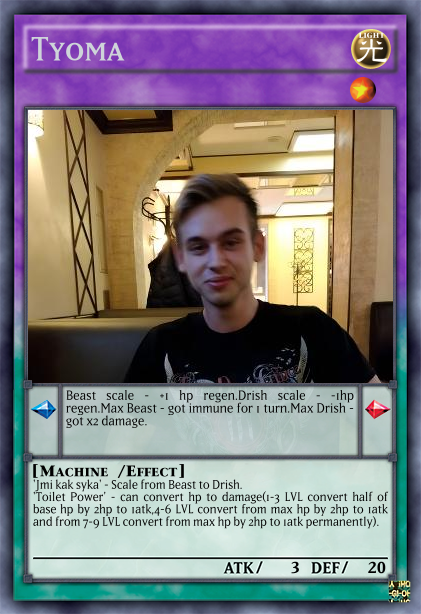 Tyoma
LIGHT
光
Beast scale - +1 hp regen.Drish scale - -1hp
regen.Max Beast - got immune for 1 turn.Max Drish -
got x2 damage.
[Machine /Effect]
'Jmi kak syka' - Scale from Beast to Drish.
'Toilet Power' - can convert hp to damage(1-3 LVL convert half of
base hp by 2hp to 1atk,4-6 LVL convert from max hp by 2hp to 1atk
and from 7-9 LVL convert from max hp by 2hp to 1atk permanently).
ATK/ 3 DEF/ 20